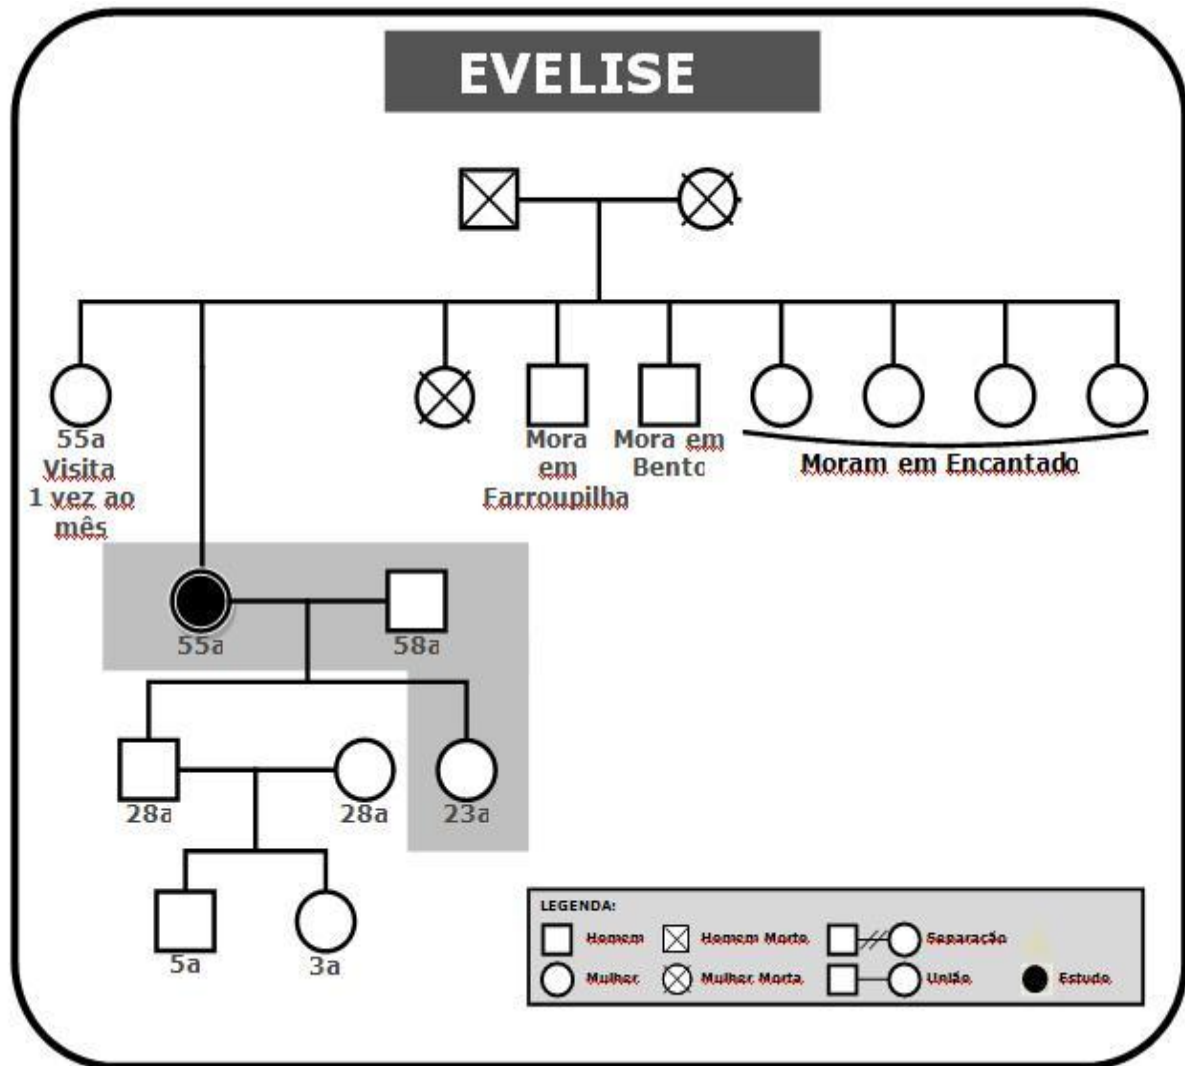 EVELISE
55a
Visita
1 vez ao
mês
Mora
em
Farroupilha
Mora em
Bento
Moram em Encantado
55a
58a
28a
28a
23a
5a
3a
LEGENDA:
Homem
Homem Morto
Separação
Mulher
Mulher Morta
União
Estudo